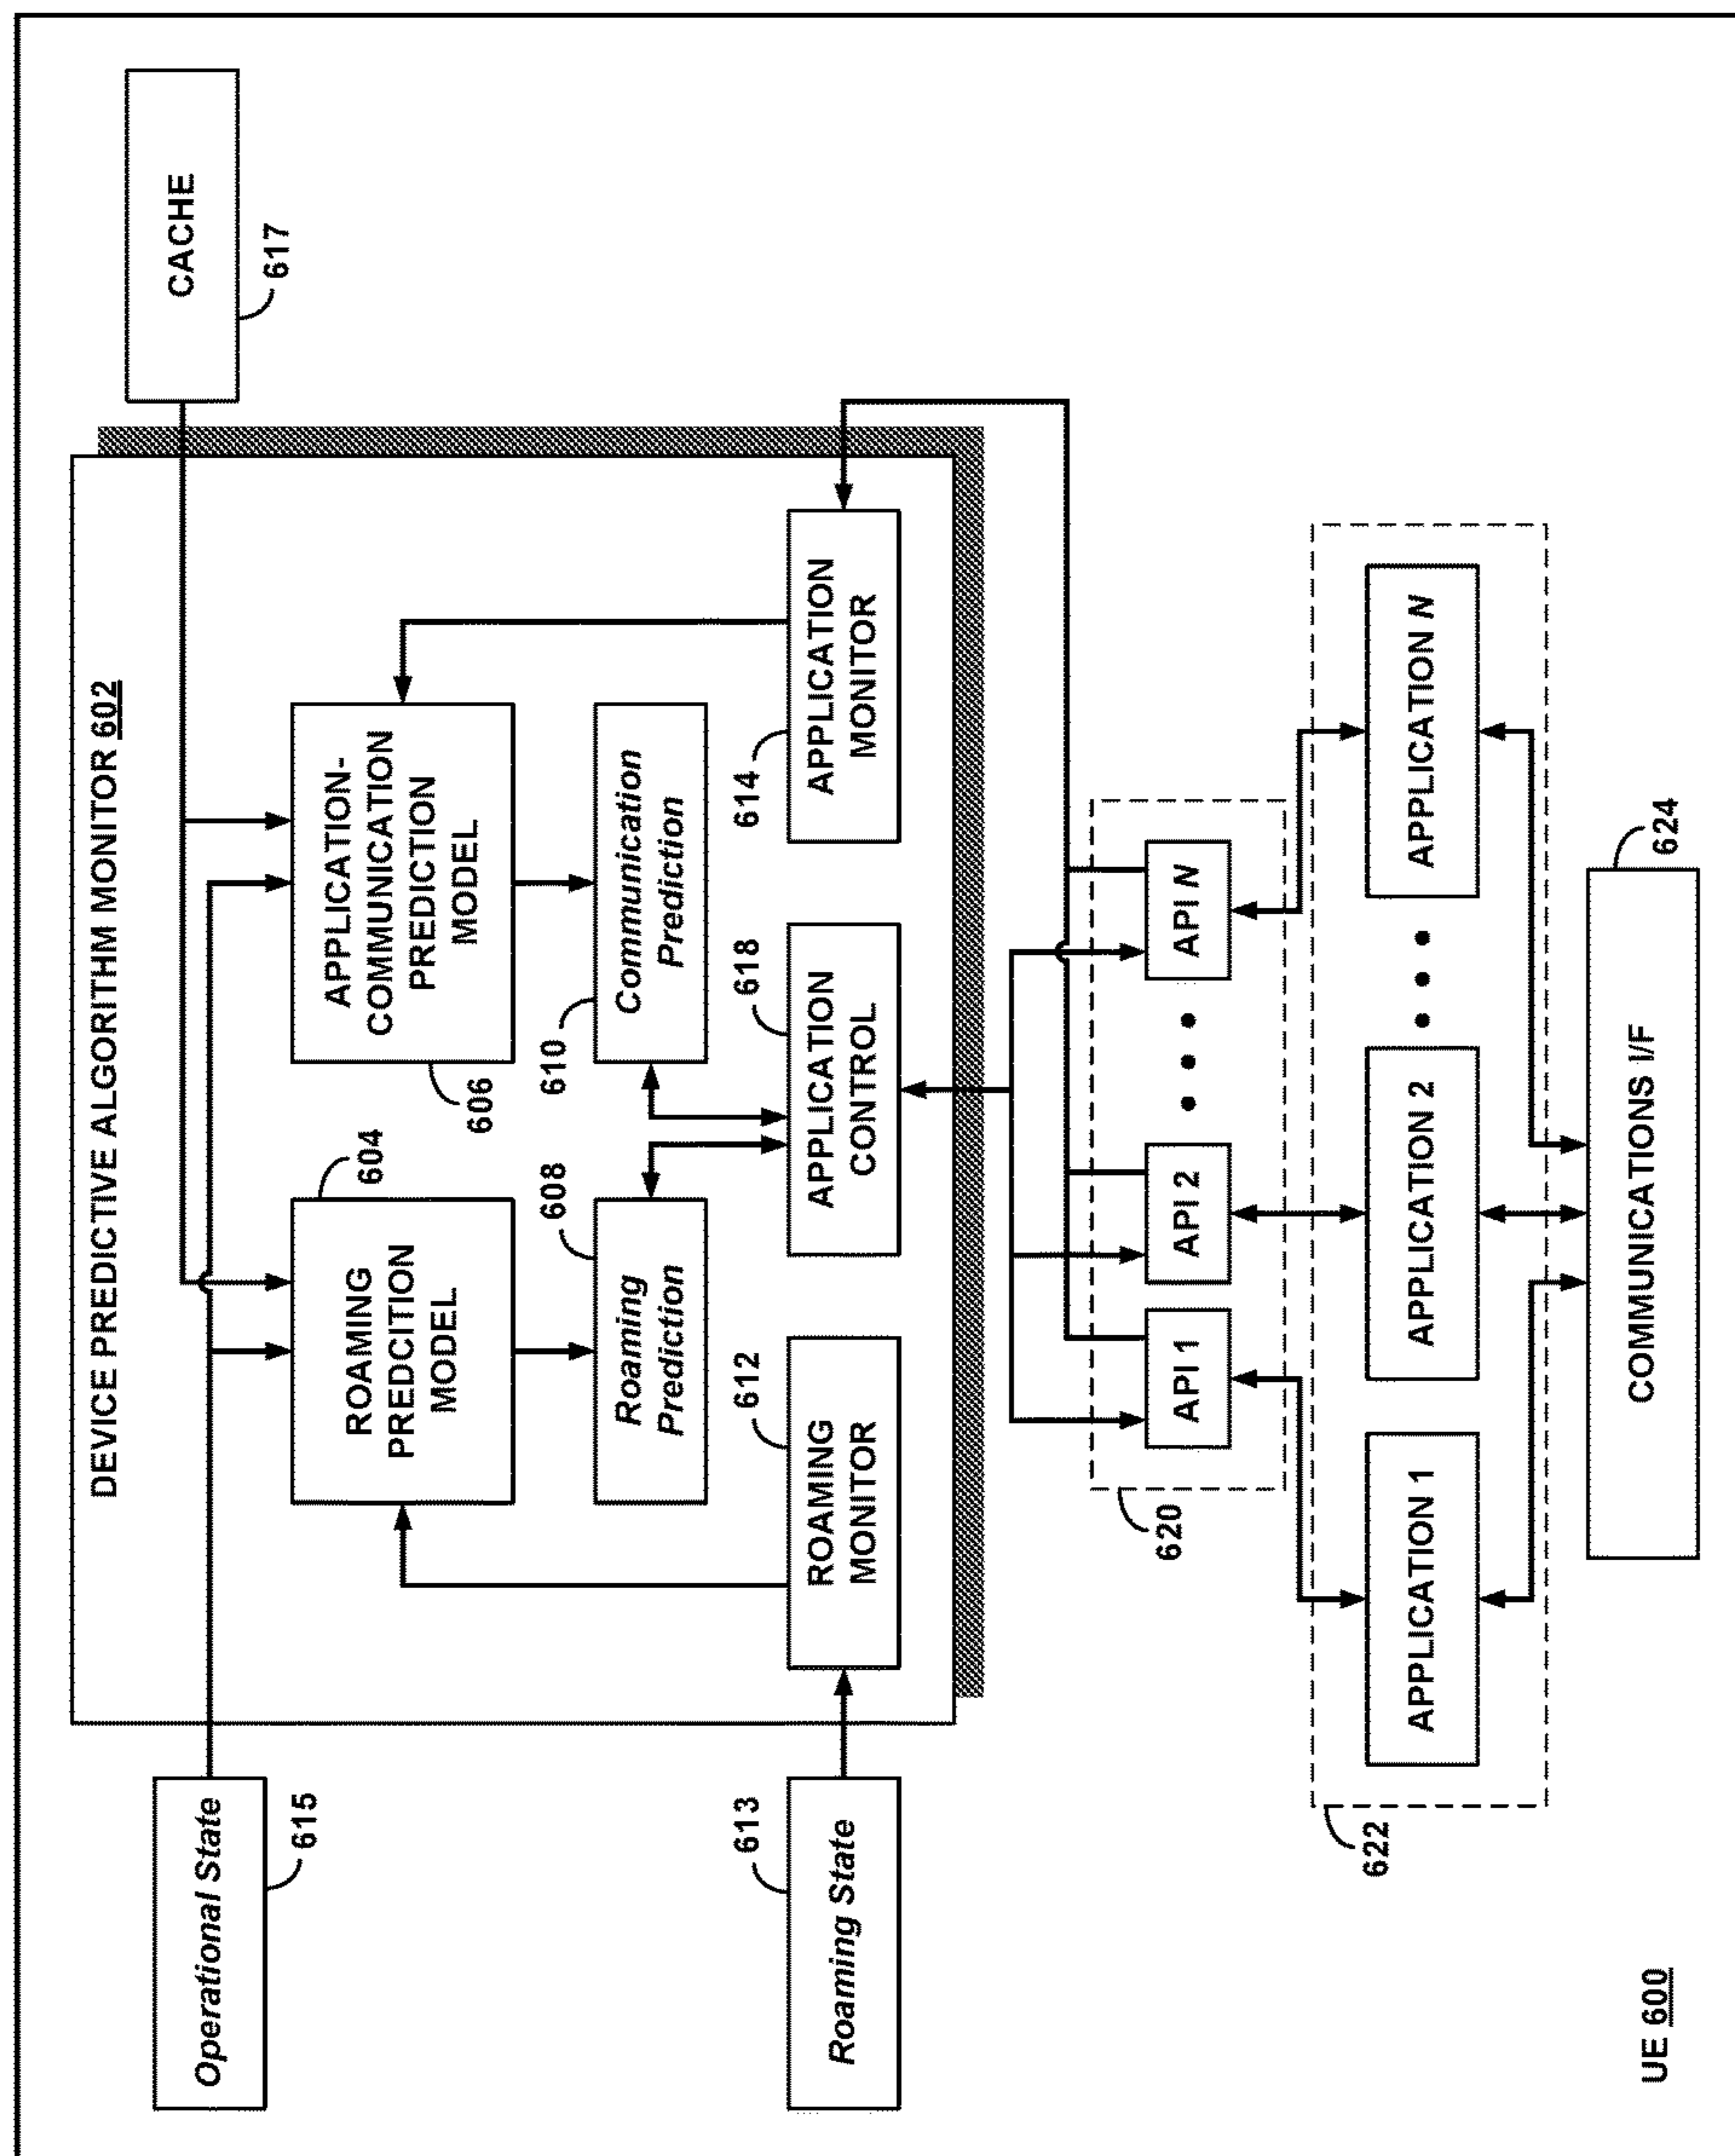 DEVICE PREDICTIVE ALGORITHM MONITOR 602
Operational State
615
CACHE
617
ROAMING
PREDCITION
MODEL
604
APPLICATION-
COMMUNICATION
PREDICTION
MODEL
606
Roaming
Prediction
608
Communication
Prediction
610
Roaming State
613
ROAMING
MONITOR
612
APPLICATION
CONTROL
618
APPLICATION
MONITOR
614
API 1
API 2
API N
620
APPLICATION 1
APPLICATION 2
APPLICATION N
622
COMMUNICATIONS I/F
624
UE 600